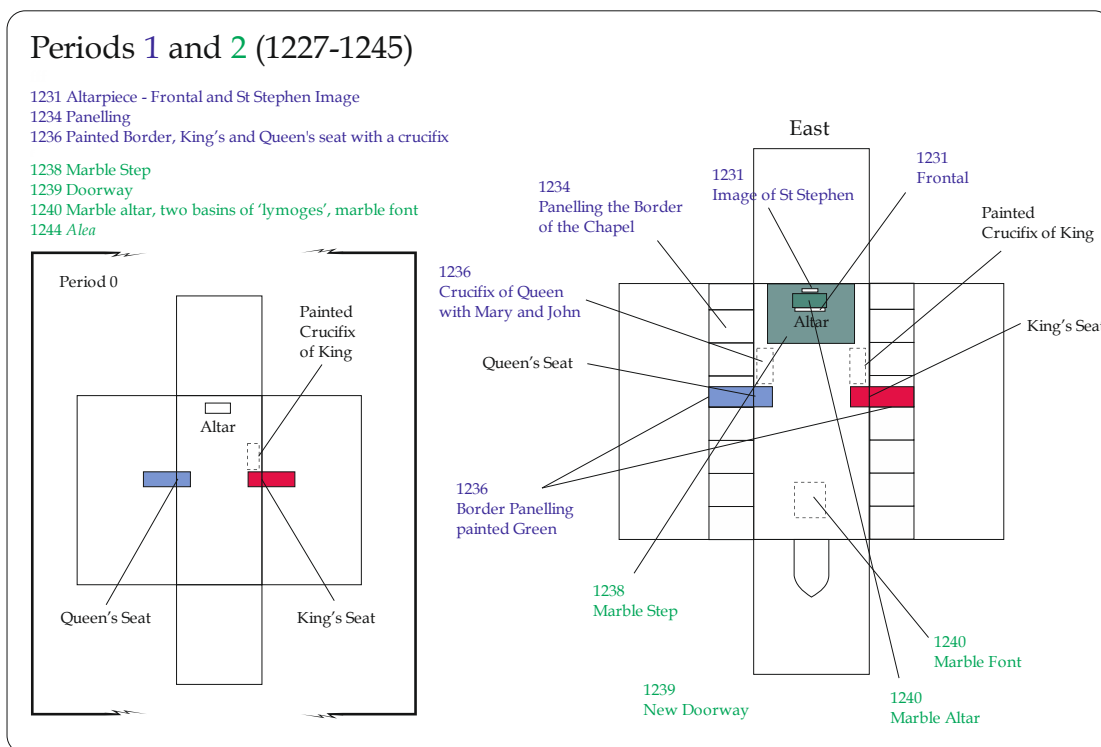 Periods 1 and 2 (1227-1245)
1231 Altarpiece - Frontal and St Stephen Image
1234 Panelling
1236 Painted Border, King’s and Queen's seat with a crucifix
1238 Marble Step
1239 Doorway
1240 Marble altar, two basins of ‘lymoges’, marble font
1244 Alea
Period 0
Painted
Crucifix
of King
Altar
Queen’s Seat
King’s Seat
East
1231
Frontal
1231
Image of St Stephen
1234
Panelling the Border
of the Chapel
Painted
Crucifix of King
1236
Crucifix of Queen
with Mary and John
Altar
King’s Seat
Queen’s Seat
1236
Border Panelling
painted Green
1238
Marble Step
1240
Marble Font
1239
New Doorway
1240
Marble Altar